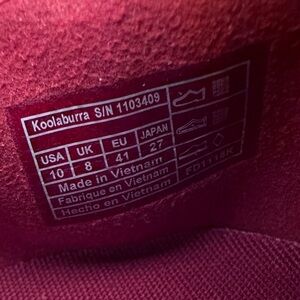 Koolaburra S/N 1103409
USA UK EU JAPAN
10 8 41 27
Made in Vietnam
Fabrique en Vietnam
Hecho en Vietnam